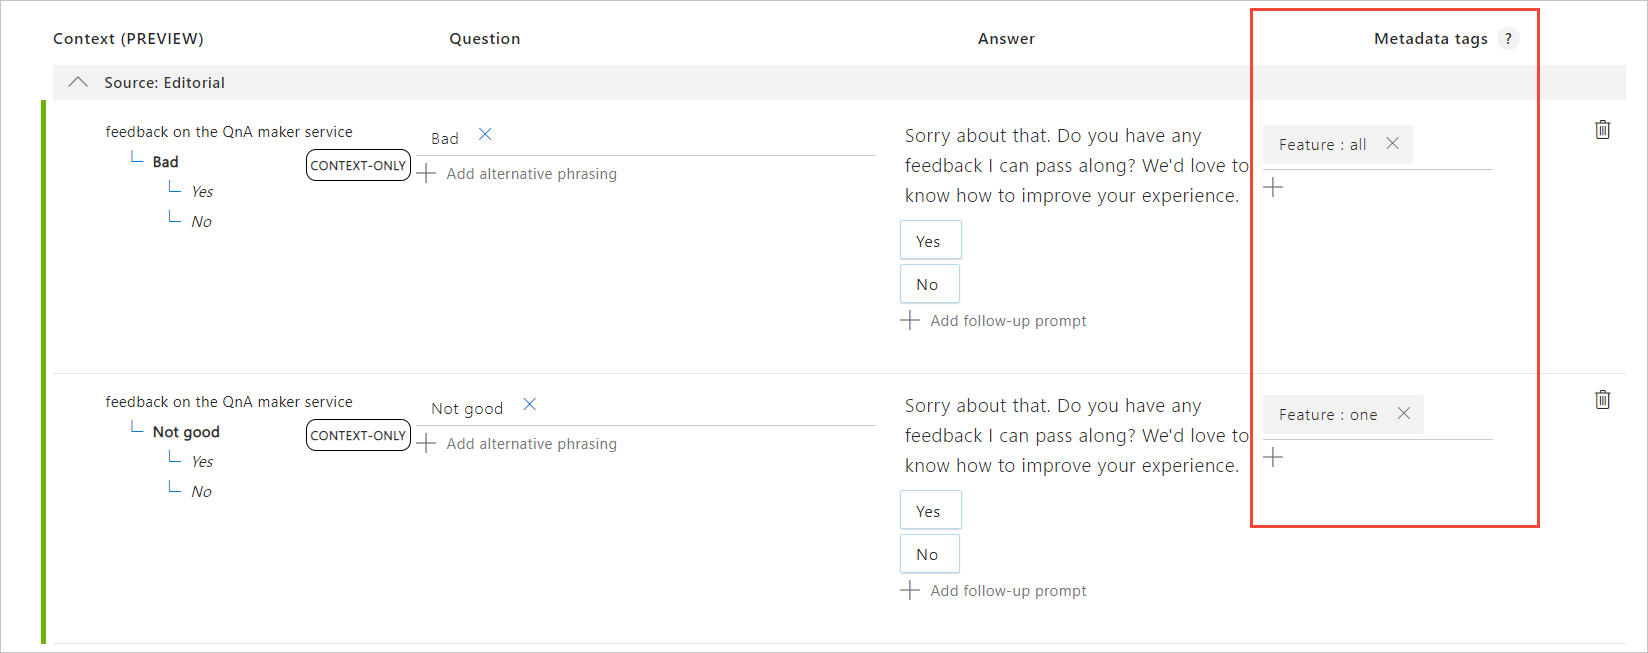 Context (PREVIEW) Question Answer Metadata tags ?
Source: Editorial
feedback on the QnA maker service
Bad
CONTEXT-ONLY
Yes
No
Bad
Add alternative phrasing
Sorry about that. Do you have any
feedback I can pass along? We'd love to
know how to improve your experience.
Yes
No
Add follow-up prompt
Feature : all
feedback on the QnA maker service
Not good
CONTEXT-ONLY
Yes
No
Not good
Add alternative phrasing
Sorry about that. Do you have any
feedback I can pass along? We'd love to
know how to improve your experience.
Yes
No
Add follow-up prompt
Feature : one